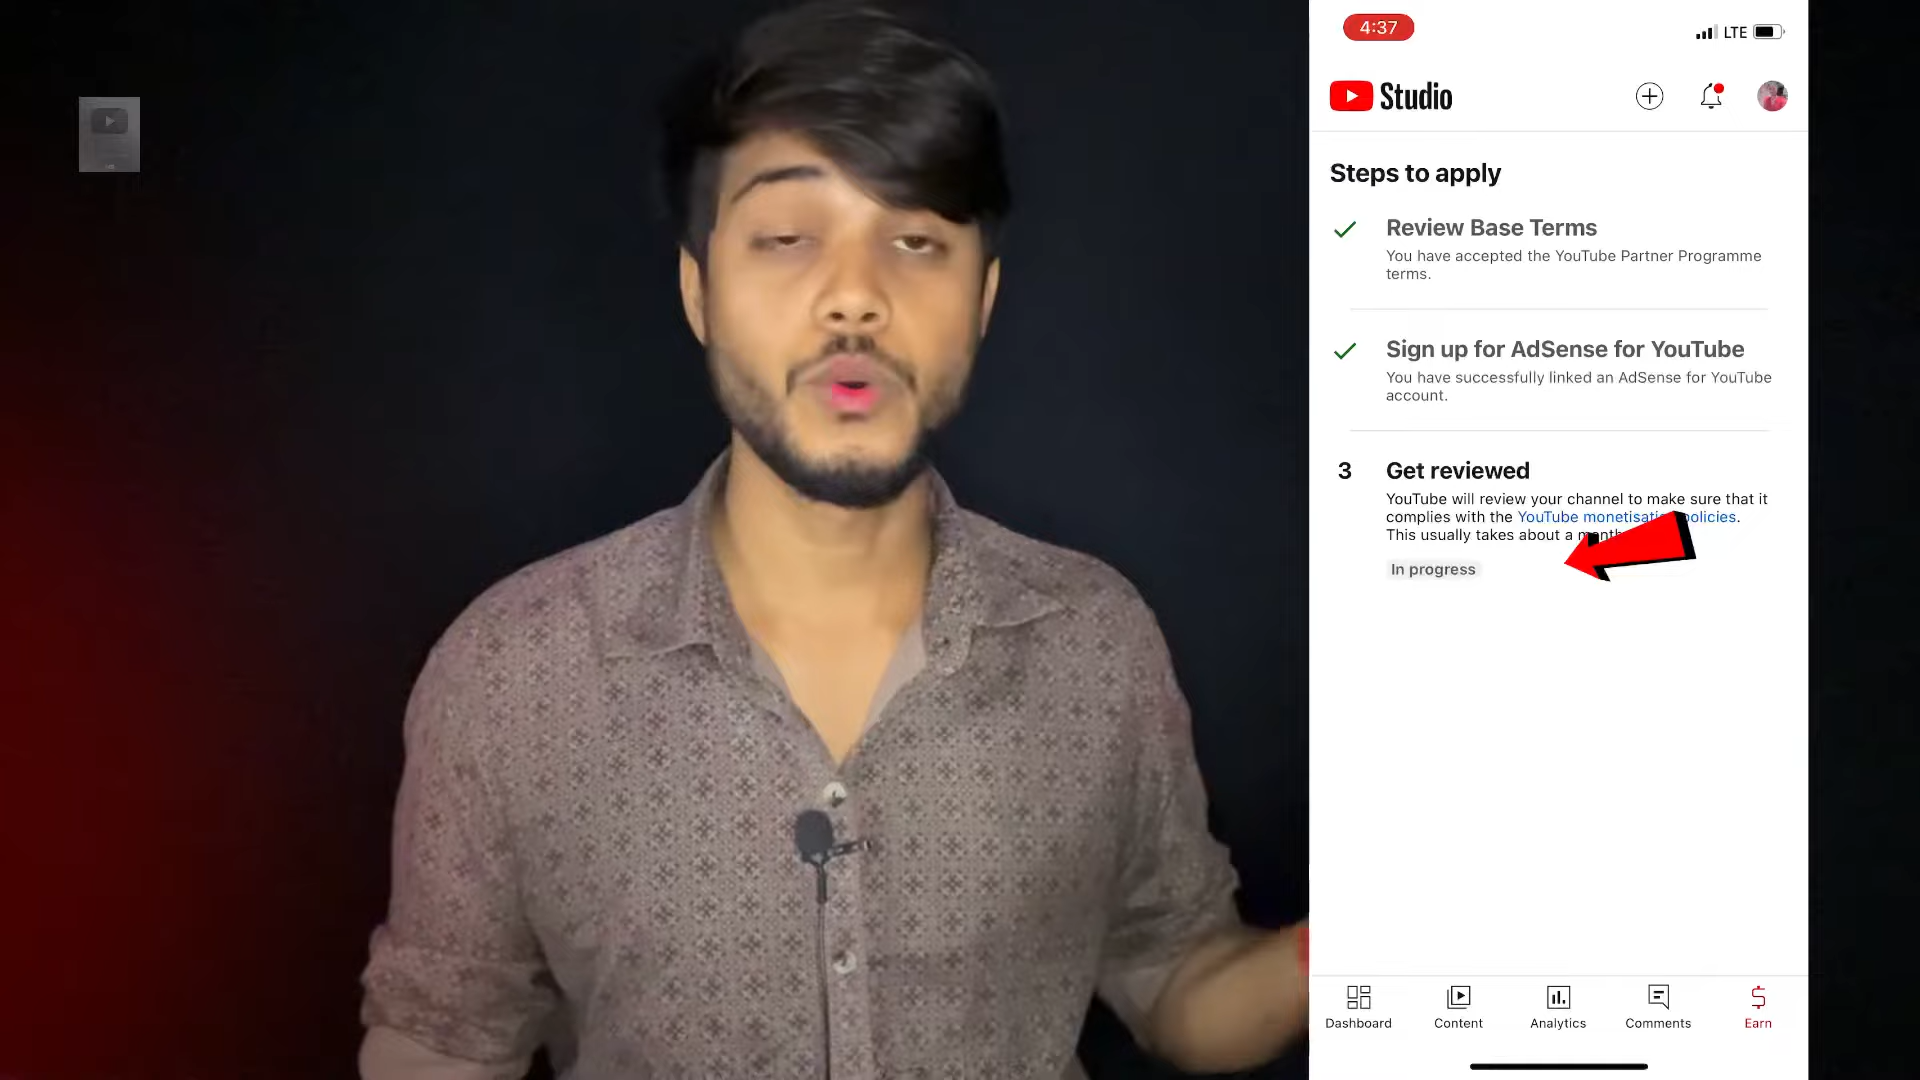 4:37
LTE
Studio
Steps to apply
Review Base Terms
You have accepted the YouTube Partner Programme
terms.
Sign up for AdSense for YouTube
You have successfully linked an AdSense for YouTube
account.
3 Get reviewed
YouTube will review your channel to make sure that it
complies with the YouTube monetisation policies.
This usually takes about a month
In progress
Dashboard Content Analytics Comments Earn